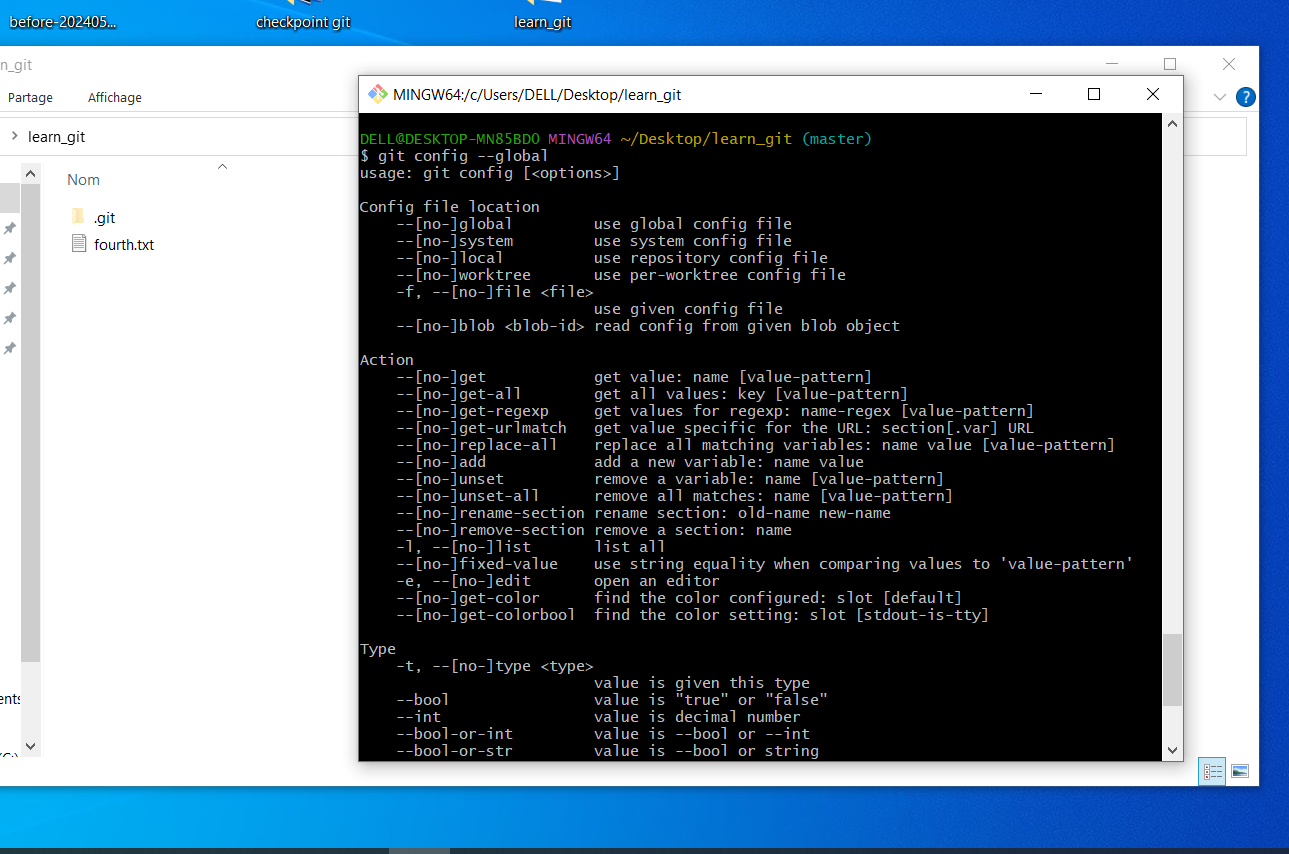 before-202405...
checkpoint git
learn_git
n_git
Partage
Affichage
?
learn_git
Nom
.git
fourth.txt
MINGW64:/c/Users/DELL/Desktop/learn_git
DELL@DESKTOP-MN85BDO MINGW64 ~/Desktop/learn_git (master)
$ git config --global
usage: git config [<options>]
Config file location
--[no-]global use global config file
--[no-]system use system config file
--[no-]local use repository config file
--[no-]worktree use per-worktree config file
-f, --[no-]file <file>
use given config file
--[no-]blob <blob-id> read config from given blob object
Action
--[no-]get get value: name [value-pattern]
--[no-]get-all get all values: key [value-pattern]
--[no-]get-regexp get values for regexp: name-regex [value-pattern]
--[no-]get-urlmatch get value specific for the URL: section[.var] URL
--[no-]replace-all replace all matching variables: name value [value-pattern]
--[no-]add add a new variable: name value
--[no-]unset remove a variable: name [value-pattern]
--[no-]unset-all remove all matches: name [value-pattern]
--[no-]rename-section rename section: old-name new-name
--[no-]remove-section remove a section: name
-l, --[no-]list list all
--[no-]fixed-value use string equality when comparing values to 'value-pattern'
-e, --[no-]edit open an editor
--[no-]get-color find the color configured: slot [default]
--[no-]get-colorbool find the color setting: slot [stdout-is-tty]
Type
-t, --[no-]type <type>
value is given this type
--bool value is "true" or "false"
--int value is decimal number
--bool-or-int value is --bool or --int
--bool-or-str value is --bool or string
ents